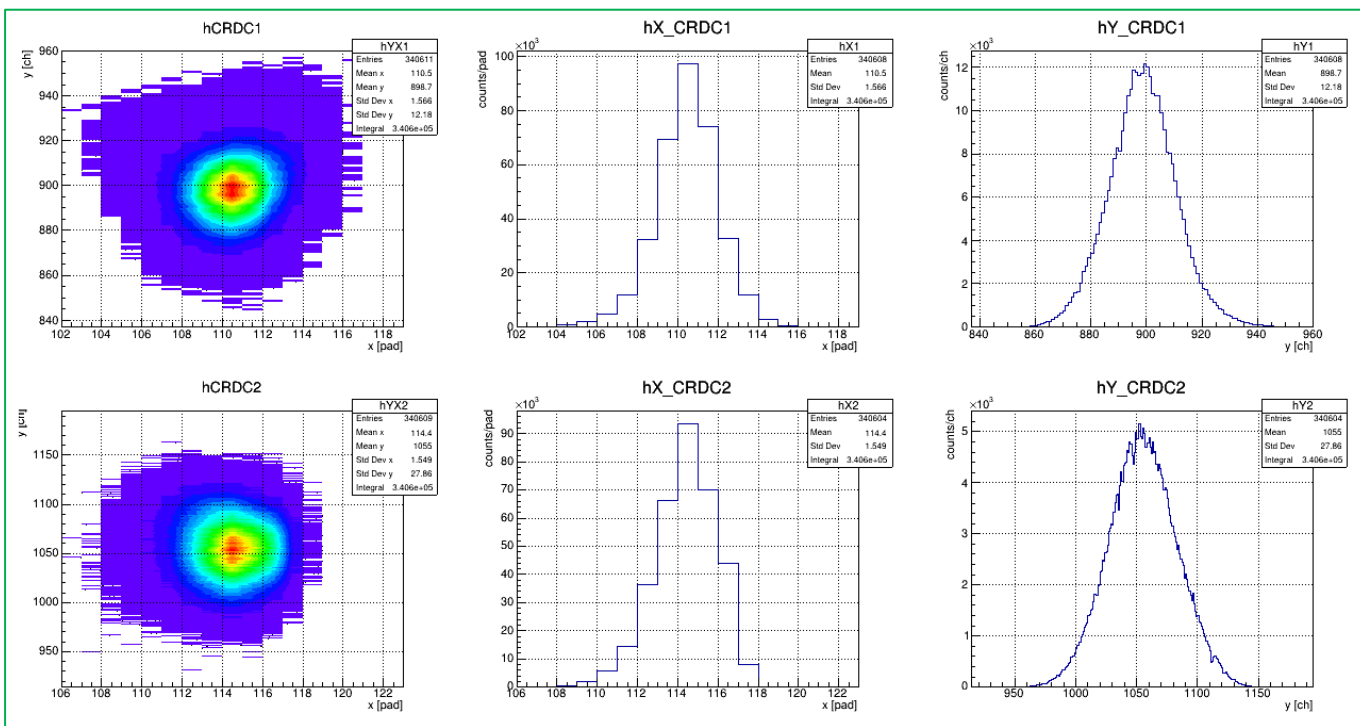 hCRDC1
y [ch]
hYX1
Entries 340611
Mean x 110.5
Mean y 898.7
Std Dev x 1.566
Std Dev y 12.18
Integral 3.406e+05
960
940
920
900
880
860
840
102 104 106 108 110 112 114 116 118
x [pad]
hX_CRDC1
×10³
counts/pad
hX1
Entries 340608
Mean 110.5
Std Dev 1.566
Integral 3.406e+05
100
80
60
40
20
0
102 104 106 108 110 112 114 116 118
x [pad]
hY_CRDC1
×10³
counts/ch
hY1
Entries 340608
Mean 898.7
Std Dev 12.18
Integral 3.406e+05
12
10
8
6
4
2
0
840 860 880 900 920 940 960
y [ch]
hCRDC2
hYX2
Entries 340609
Mean x 114.4
Mean y 1055
Std Dev x 1.549
Std Dev y 27.86
Integral 3.406e+05
1150
1100
1050
1000
950
106 108 110 112 114 116 118 120 122
x [pad]
hX_CRDC2
×10³
counts/pad
hX2
Entries 340604
Mean 114.4
Std Dev 1.549
Integral 3.406e+05
90
80
70
60
50
40
30
20
10
0
106 108 110 112 114 116 118 120 122
x [pad]
hY_CRDC2
×10³
counts/ch
hY2
Entries 340604
Mean 1055
Std Dev 27.86
Integral 3.406e+05
5
4
3
2
1
0
950 1000 1050 1100 1150
y [ch]